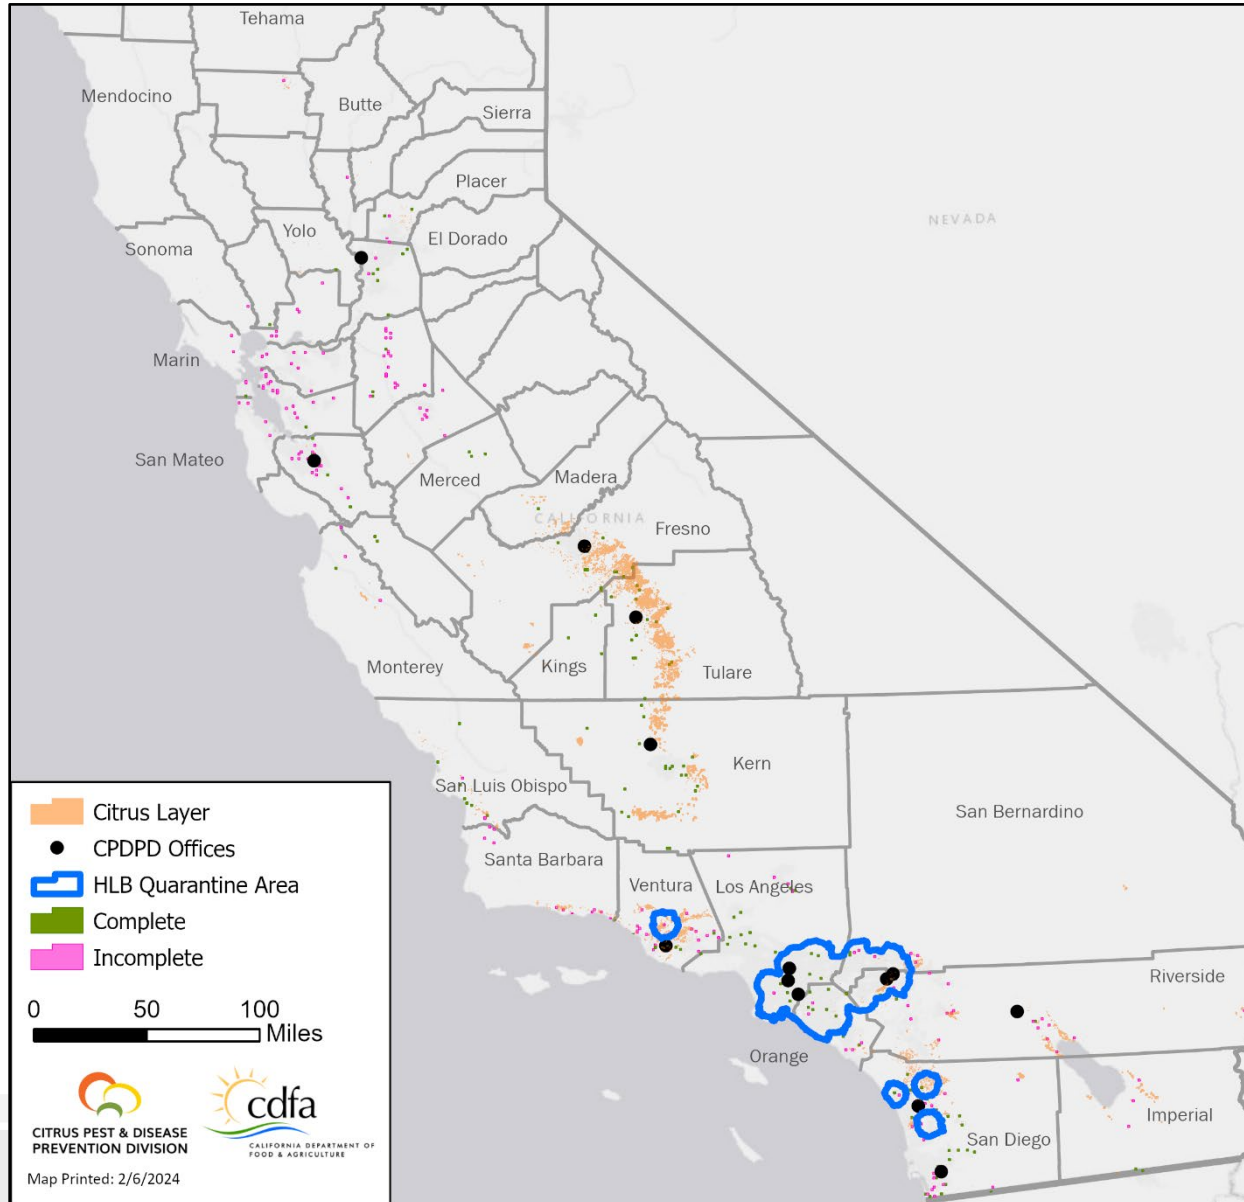 Tehama
Mendocino
Butte
Sierra
Placer
NEVADA
Yolo
El Dorado
Sonoma
Marin
San Mateo
Merced
Madera
CALIFORNIA
Fresno
Monterey
Kings
Tulare
Kern
San Luis Obispo
San Bernardino
Santa Barbara
Ventura
Los Angeles
Riverside
Orange
Imperial
San Diego
Citrus Layer
CPDPD Offices
HLB Quarantine Area
Complete
Incomplete
0 50 100
Miles
CITRUS PEST & DISEASE
PREVENTION DIVISION
cdfa
CALIFORNIA DEPARTMENT OF
FOOD & AGRICULTURE
Map Printed: 2/6/2024